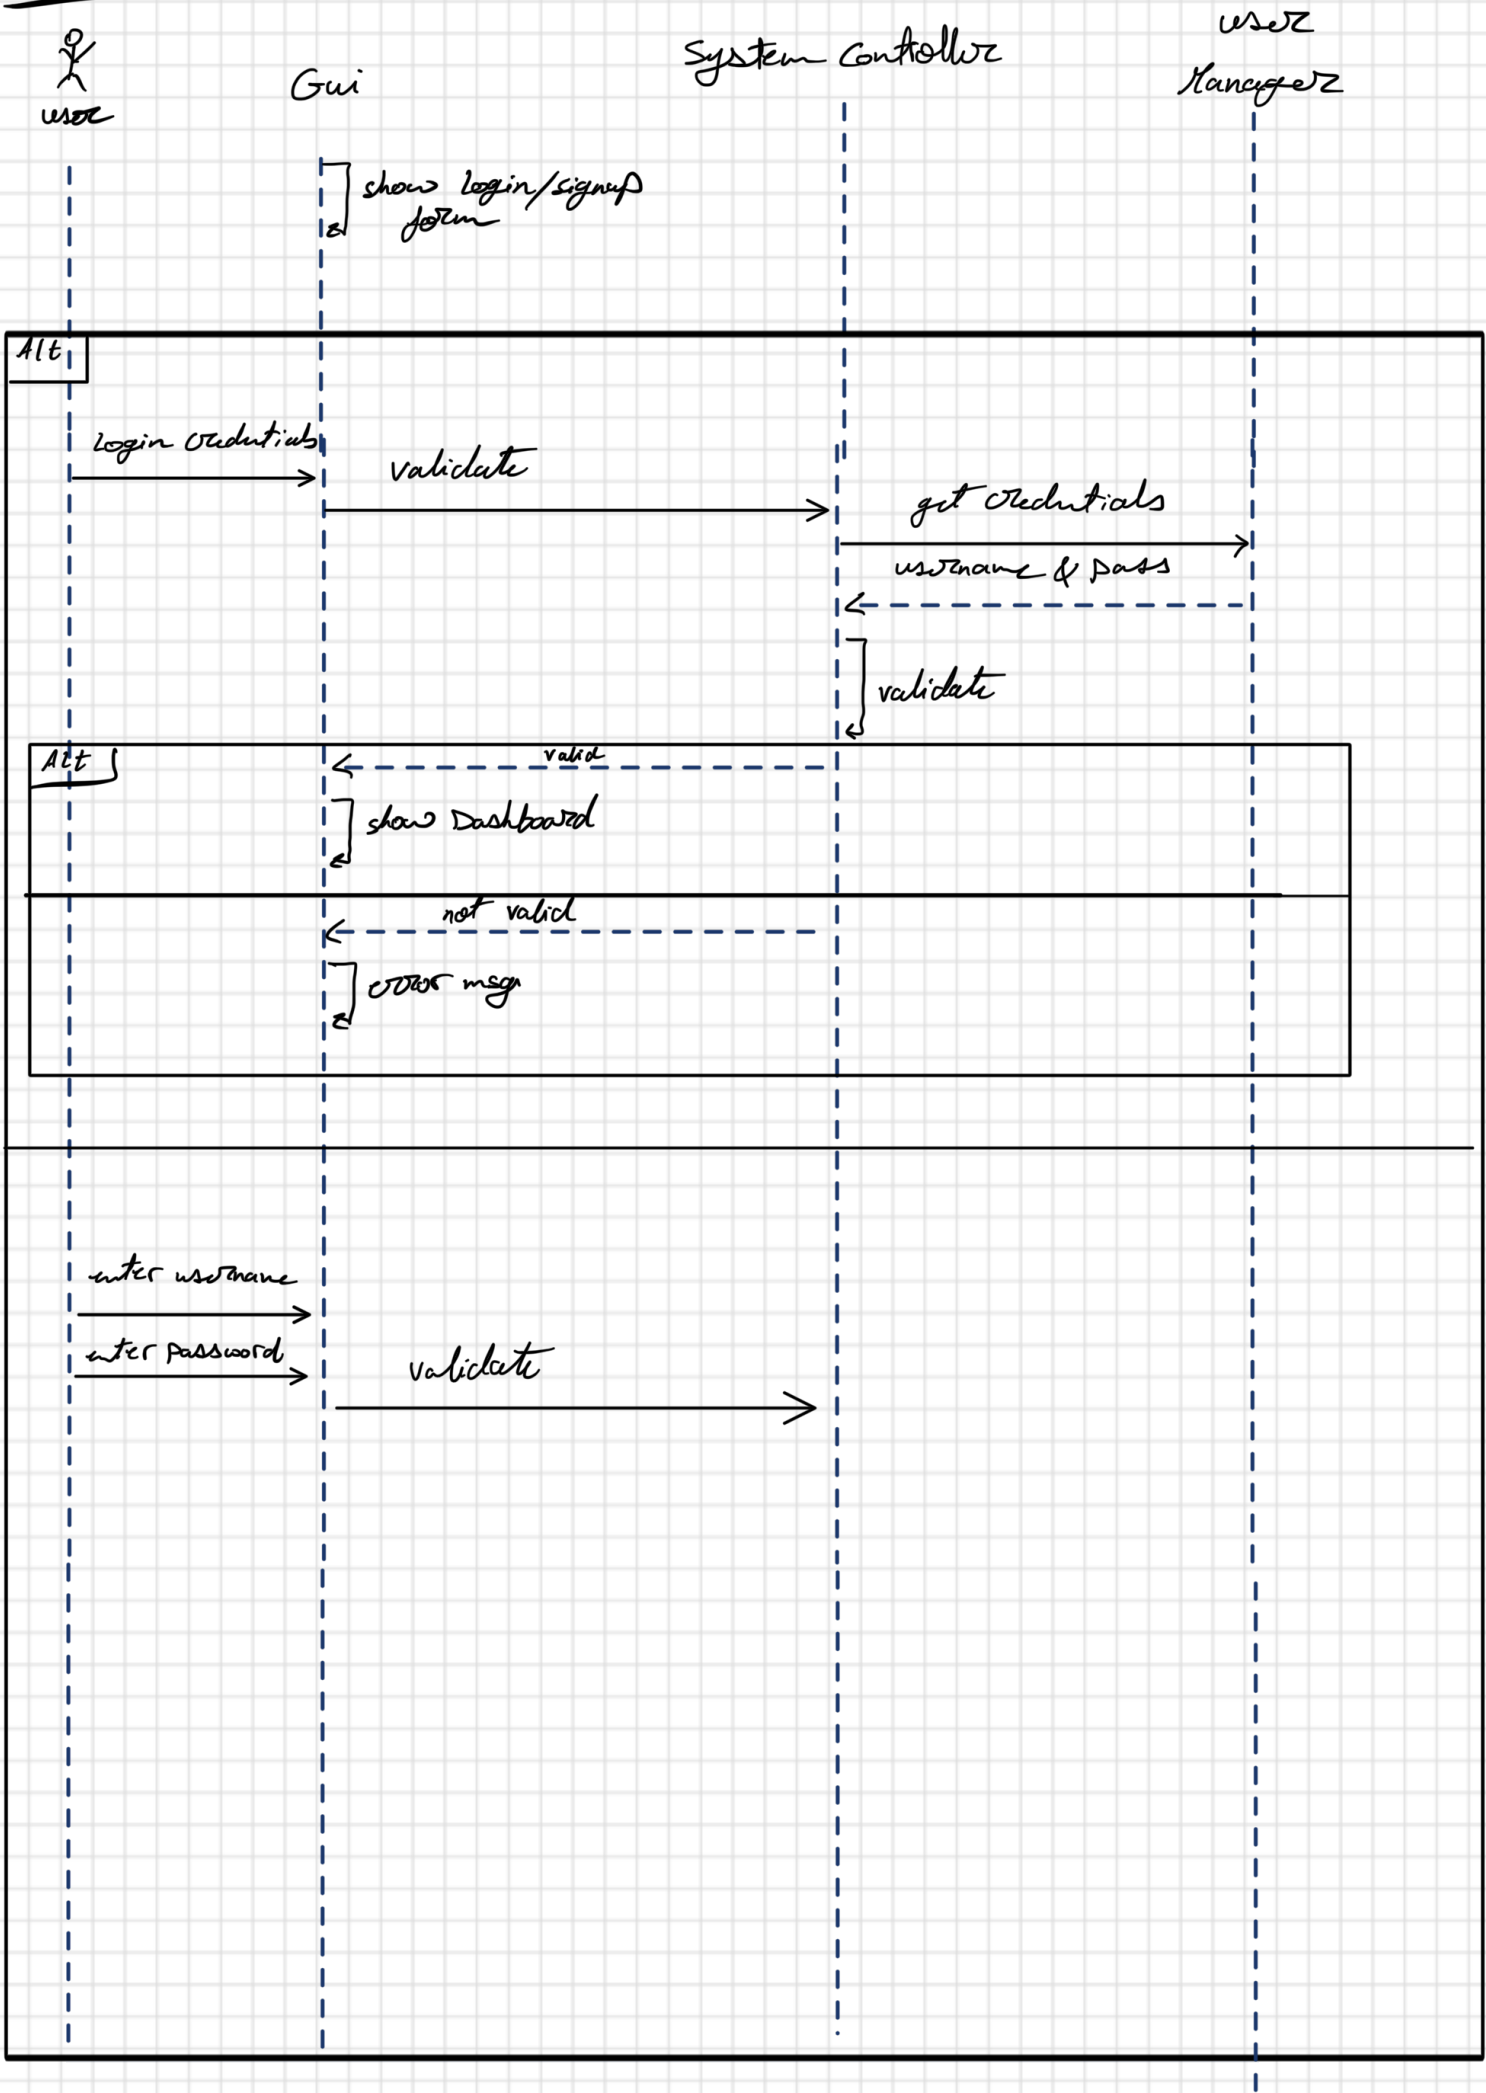 user
Gui
System Controller
user
Manager
show login/signup
form
Alt
Login credentials
validate
get credentials
username & pass
validate
Alt
valid
show Dashboard
not valid
error msg
enter username
enter password
validate